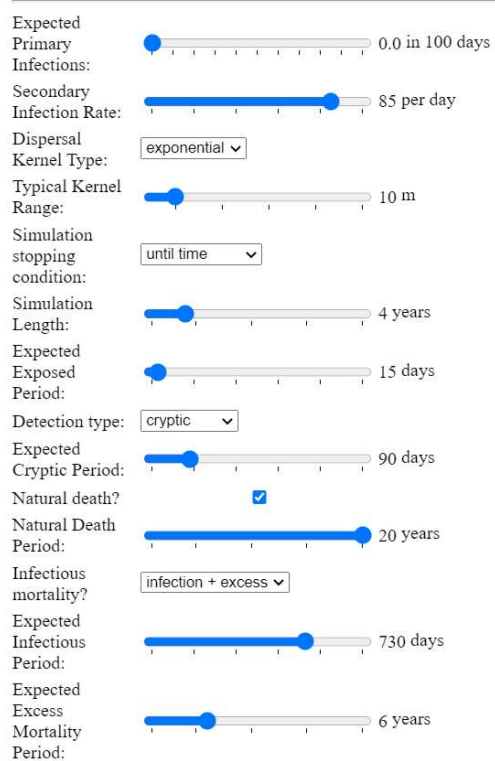 Expected
Primary
Infections:
0.0 in 100 days
Secondary
Infection Rate:
85 per day
Dispersal
Kernel Type:
exponential
Typical Kernel
Range:
10 m
Simulation
stopping
condition:
until time
Simulation
Length:
4 years
Expected
Exposed
Period:
15 days
Detection type:
cryptic
Expected
Cryptic Period:
90 days
Natural death?
Natural Death
Period:
20 years
Infectious
mortality?
infection + excess
Expected
Infectious
Period:
730 days
Expected
Excess
Mortality
Period:
6 years